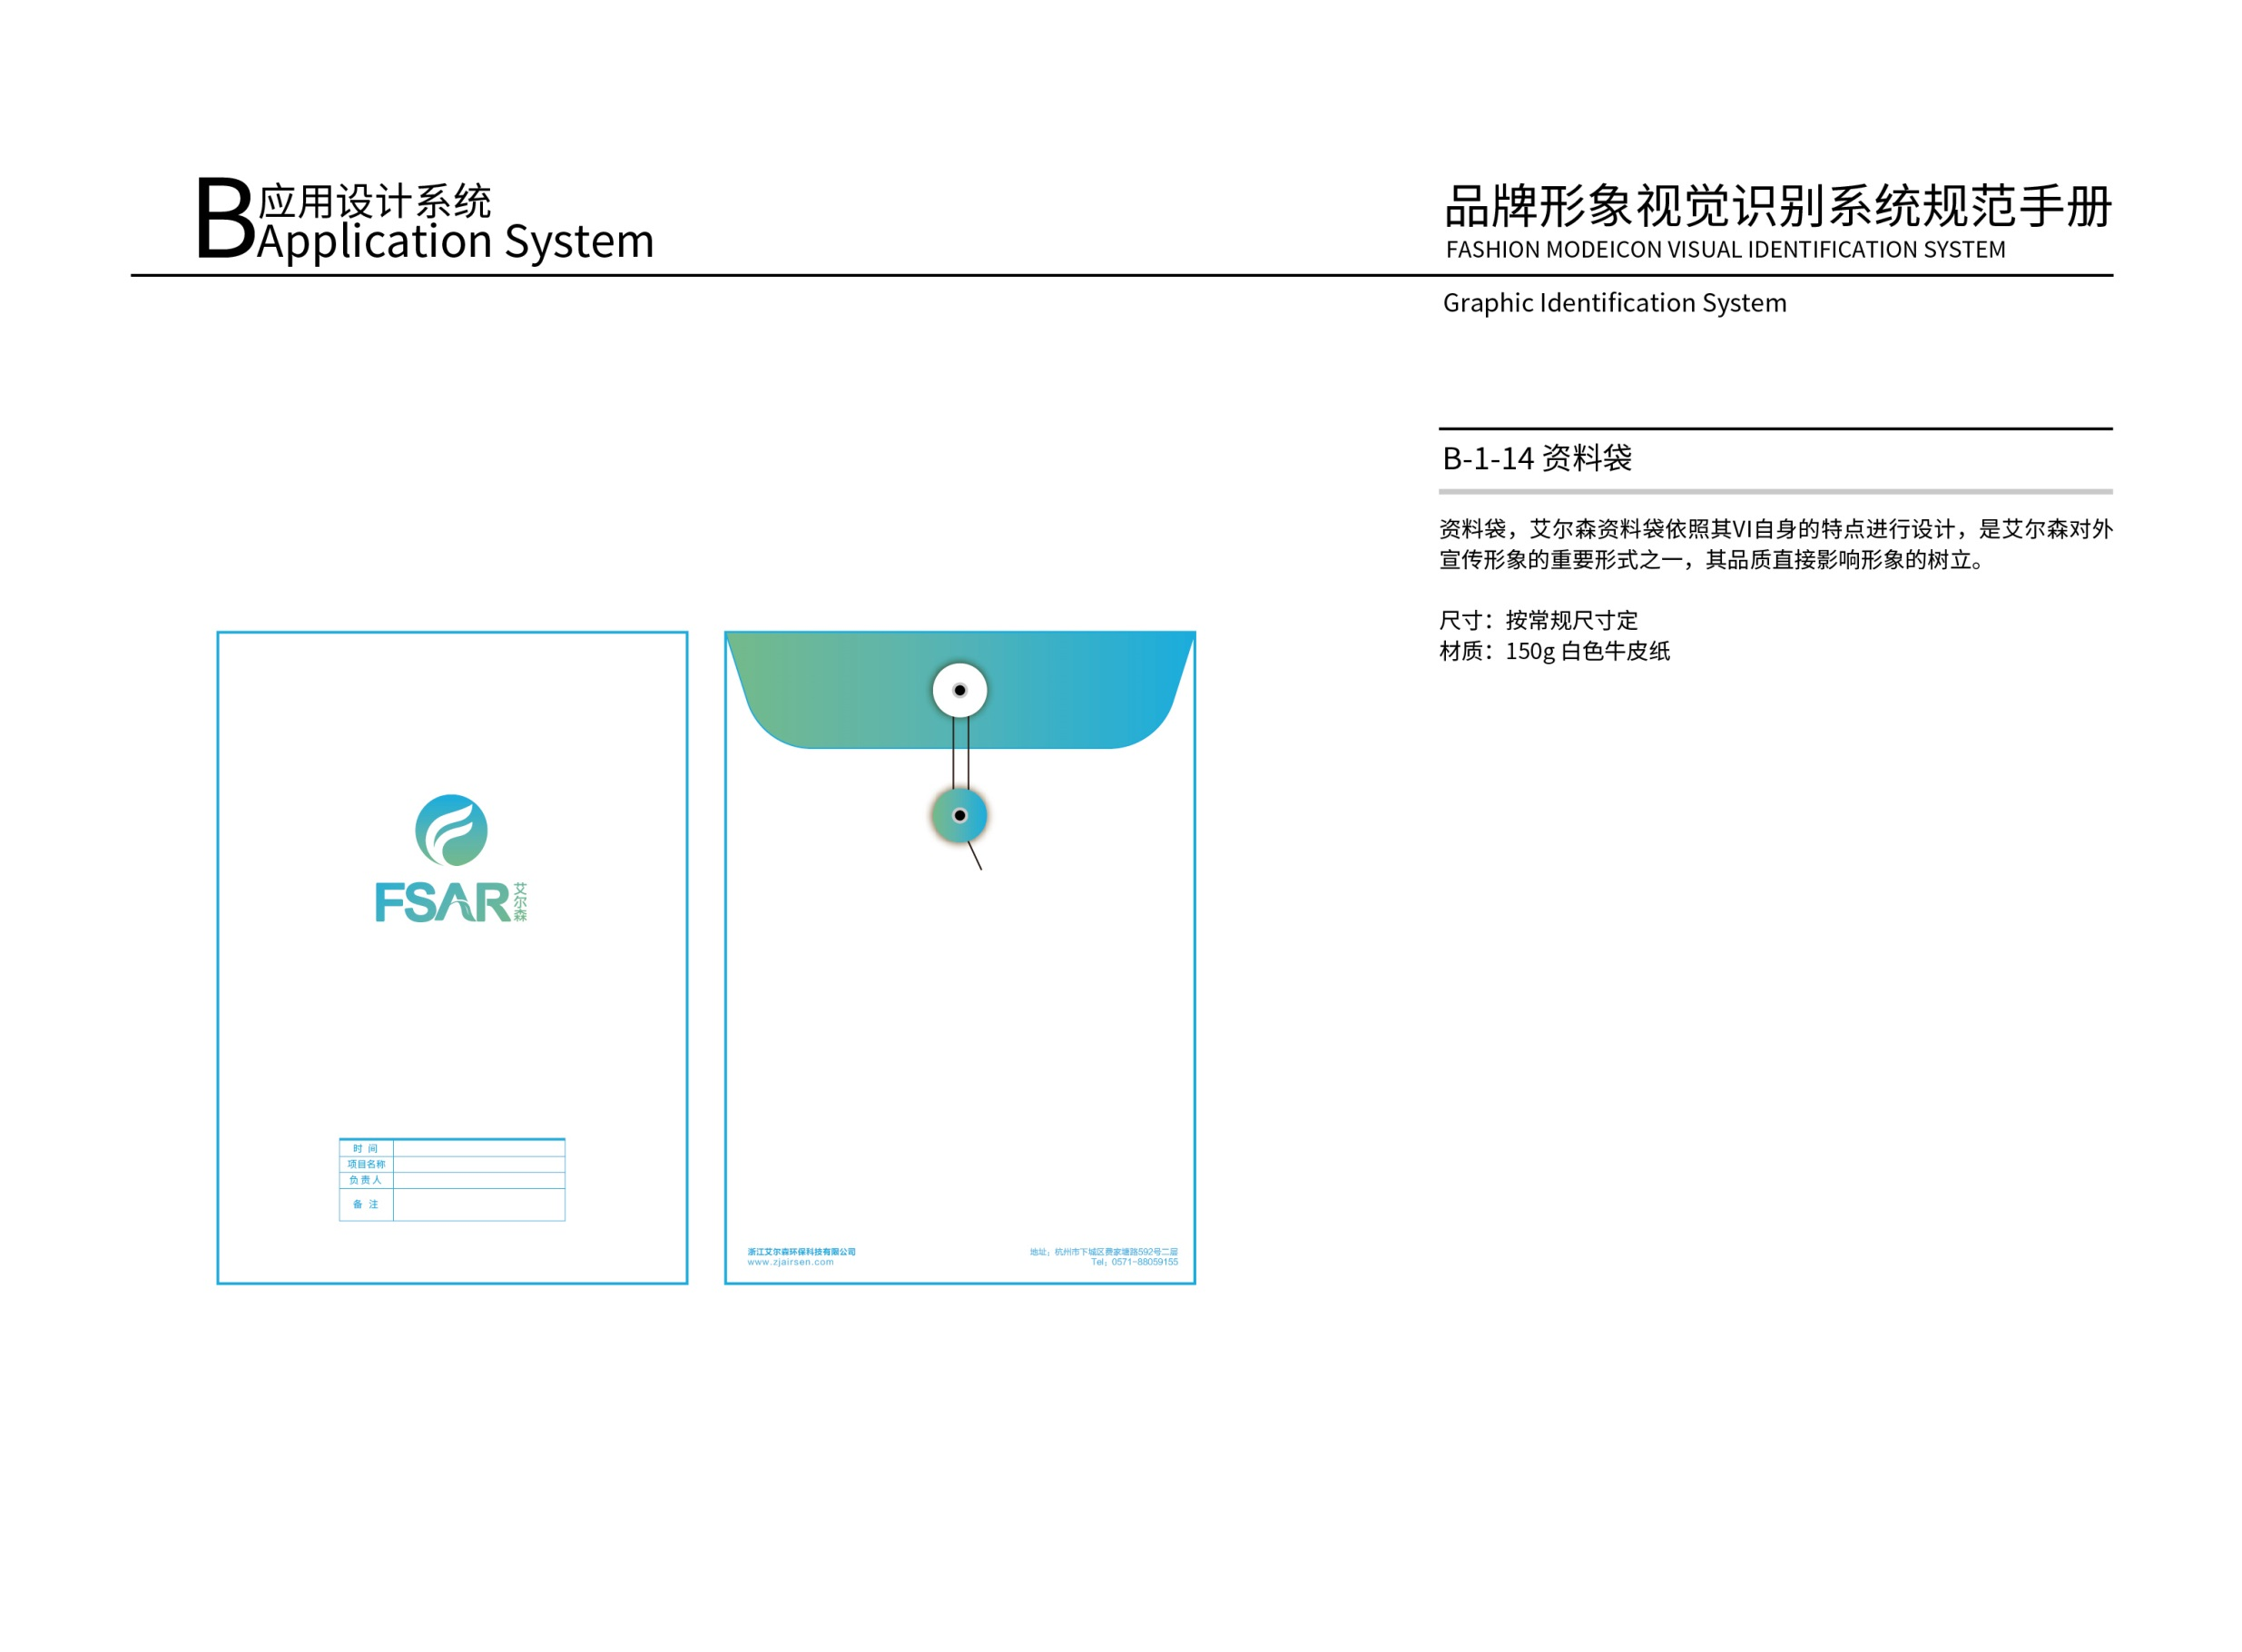 B应用设计系统
Application System
品牌形象视觉识别系统规范手册
FASHION MODEICON VISUAL IDENTIFICATION SYSTEM
Graphic Identification System
B-1-14 资料袋
资料袋，艾尔森资料袋依照其VI自身的特点进行设计，是艾尔森对外
宣传形象的重要形式之一，其品质直接影响形象的树立。
尺寸：按常规尺寸定
材质：150g 白色牛皮纸
FSAR
艾尔森
时 间
项目名称
负 责 人
备 注
浙江艾尔森环保科技有限公司
www.zjairsen.com
地址：杭州市下城区费家塘路592号二层
Tel：0571-88059155